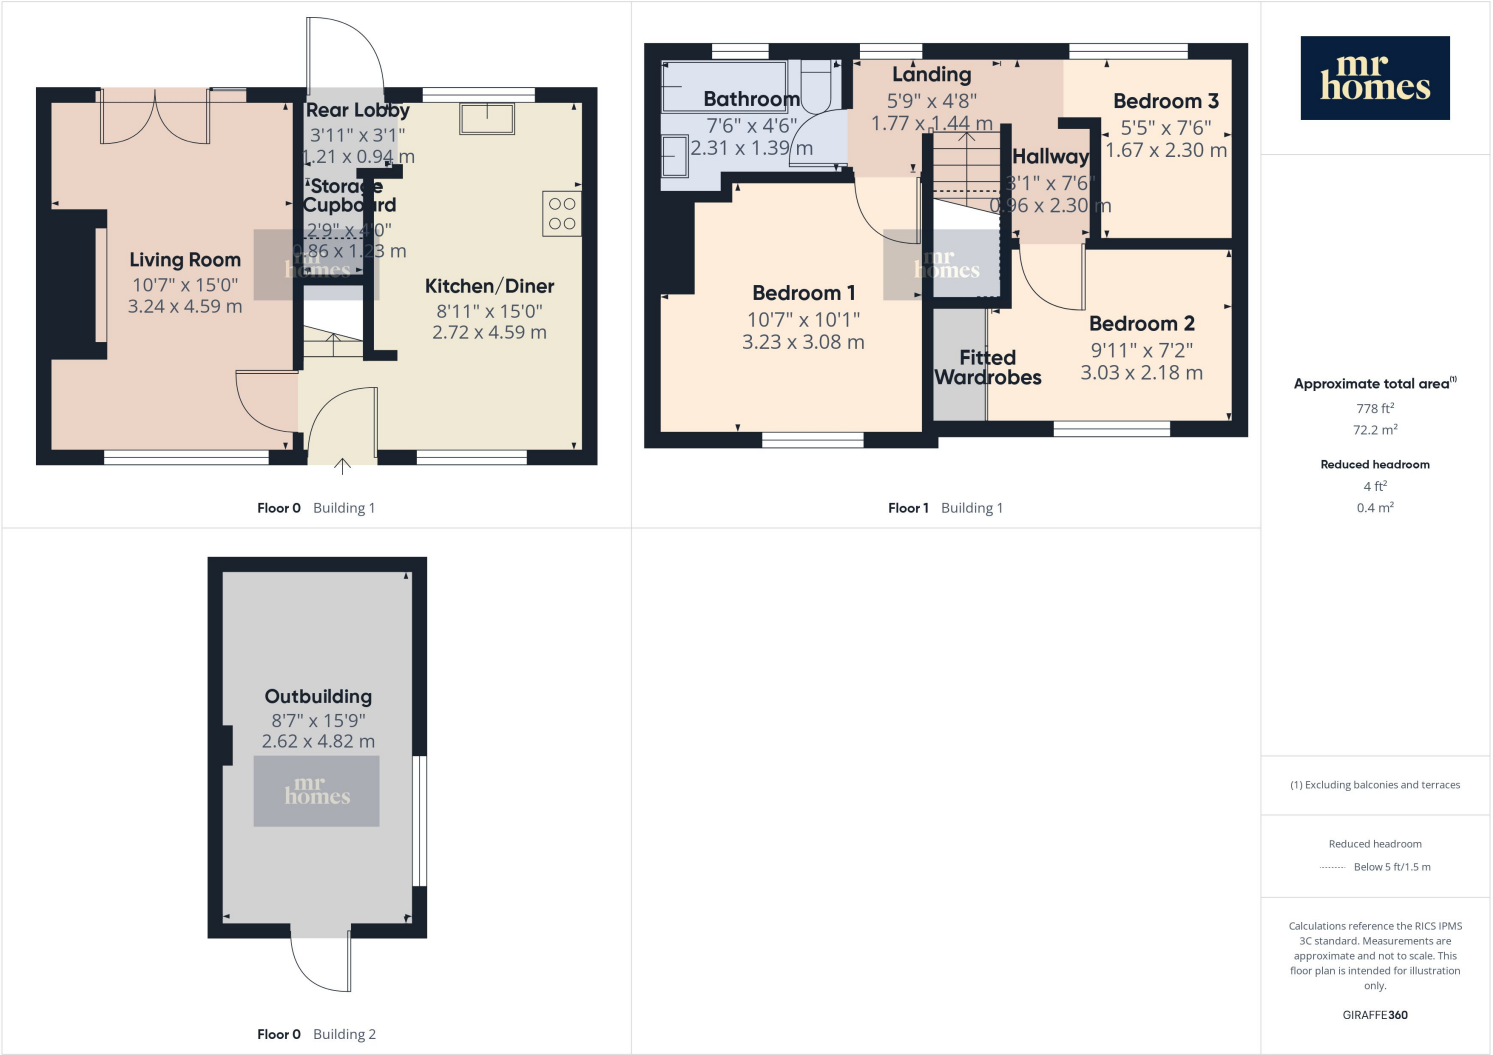 Rear Lobby
3'11" x 3'1"
1.21 x 0.94 m
Storage
Cupboard
2'9" x 4'0"
0.86 x 1.23 m
Living Room
10'7" x 15'0"
3.24 x 4.59 m
Kitchen/Diner
8'11" x 15'0"
2.72 x 4.59 m
mr
homes
Floor 0 Building 1
Landing
5'9" x 4'8"
1.77 x 1.44 m
Bathroom
7'6" x 4'6"
2.31 x 1.39 m
Bedroom 3
5'5" x 7'6"
1.67 x 2.30 m
Hallway
3'1" x 7'6"
0.96 x 2.30 m
mr
homes
Bedroom 1
10'7" x 10'1"
3.23 x 3.08 m
Bedroom 2
9'11" x 7'2"
3.03 x 2.18 m
Fitted
Wardrobes
Floor 1 Building 1
Outbuilding
8'7" x 15'9"
2.62 x 4.82 m
mr
homes
Floor 0 Building 2
mr
homes
Approximate total area(1)
778 ft²
72.2 m²
Reduced headroom
4 ft²
0.4 m²
(1) Excluding balconies and terraces
Reduced headroom
Below 5 ft/1.5 m
Calculations reference the RICS IPMS
3C standard. Measurements are
approximate and not to scale. This
floor plan is intended for illustration
only.
GIRAFFE360